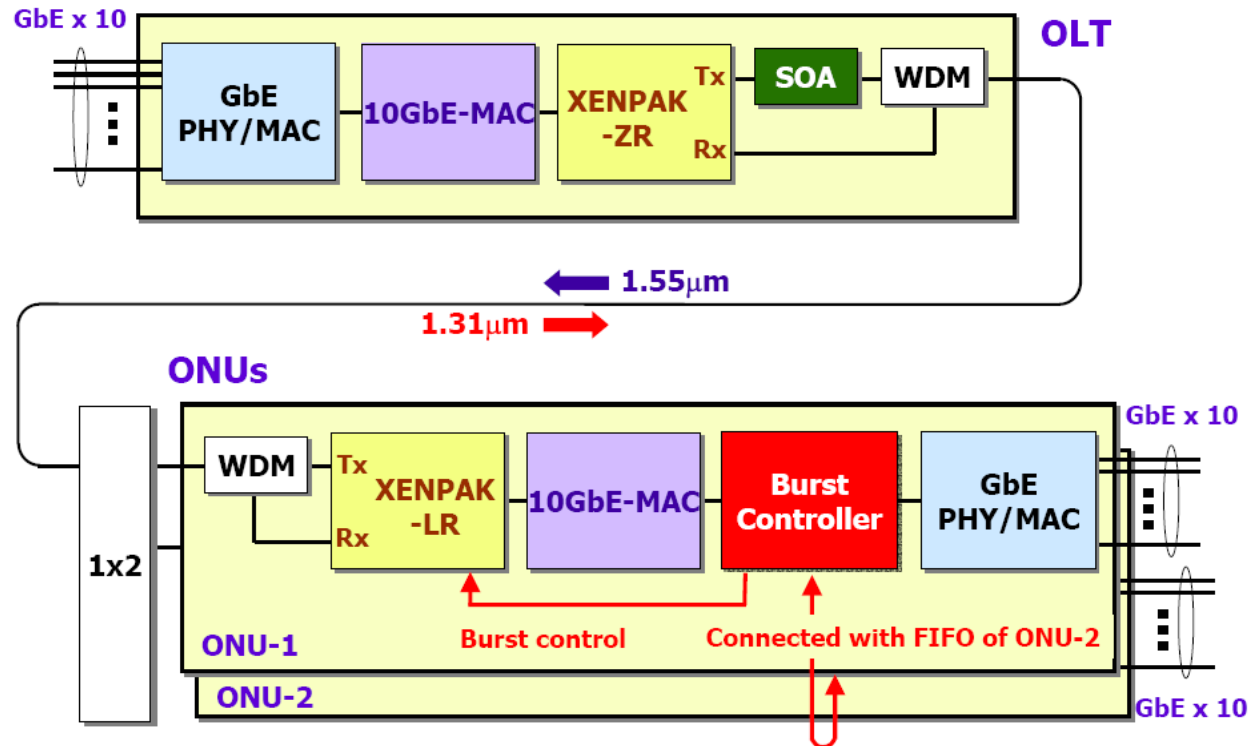 GbE x 10
OLT
GbE
PHY/MAC
10GbE-MAC
XENPAK
-ZR
Tx
Rx
SOA
WDM
1.55μm
1.31μm
ONUs
1x2
WDM
Tx
Rx
XENPAK
-LR
10GbE-MAC
Burst
Controller
GbE
PHY/MAC
GbE x 10
Burst control
Connected with FIFO of ONU-2
ONU-1
ONU-2
GbE x 10